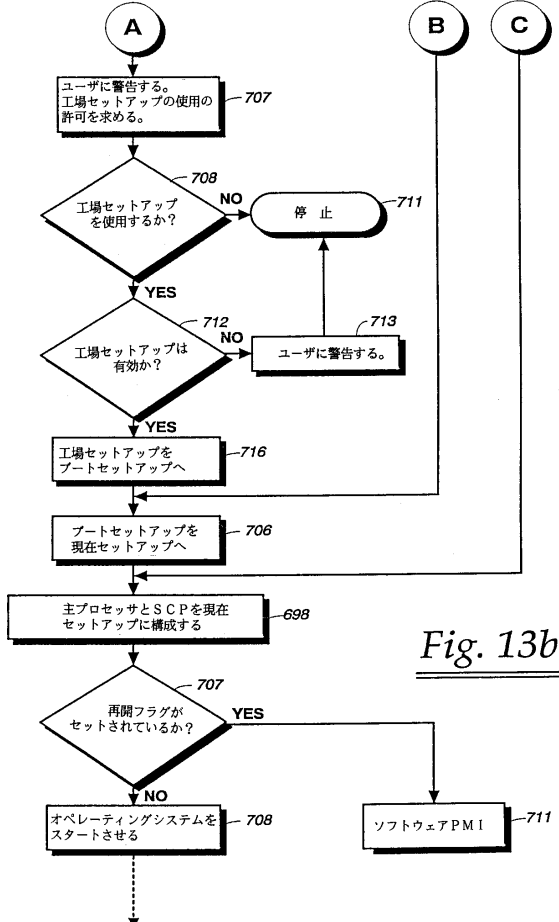 A
B
C
ユーザに警告する。
工場セットアップの使用の
許可を求める。
707
708
工場セットアップ
を使用するか?
NO
停 止
711
YES
712
工場セットアップは
有効か?
NO
713
ユーザに警告する。
YES
工場セットアップを
ブートセットアップへ
716
ブートセットアップを
現在セットアップへ
706
主プロセッサとSCPを現在
セットアップに構成する
698
Fig. 13b
707
再開フラグが
セットされているか?
YES
NO
オペレーティングシステムを
スタートさせる
708
ソフトウェアPMI
711